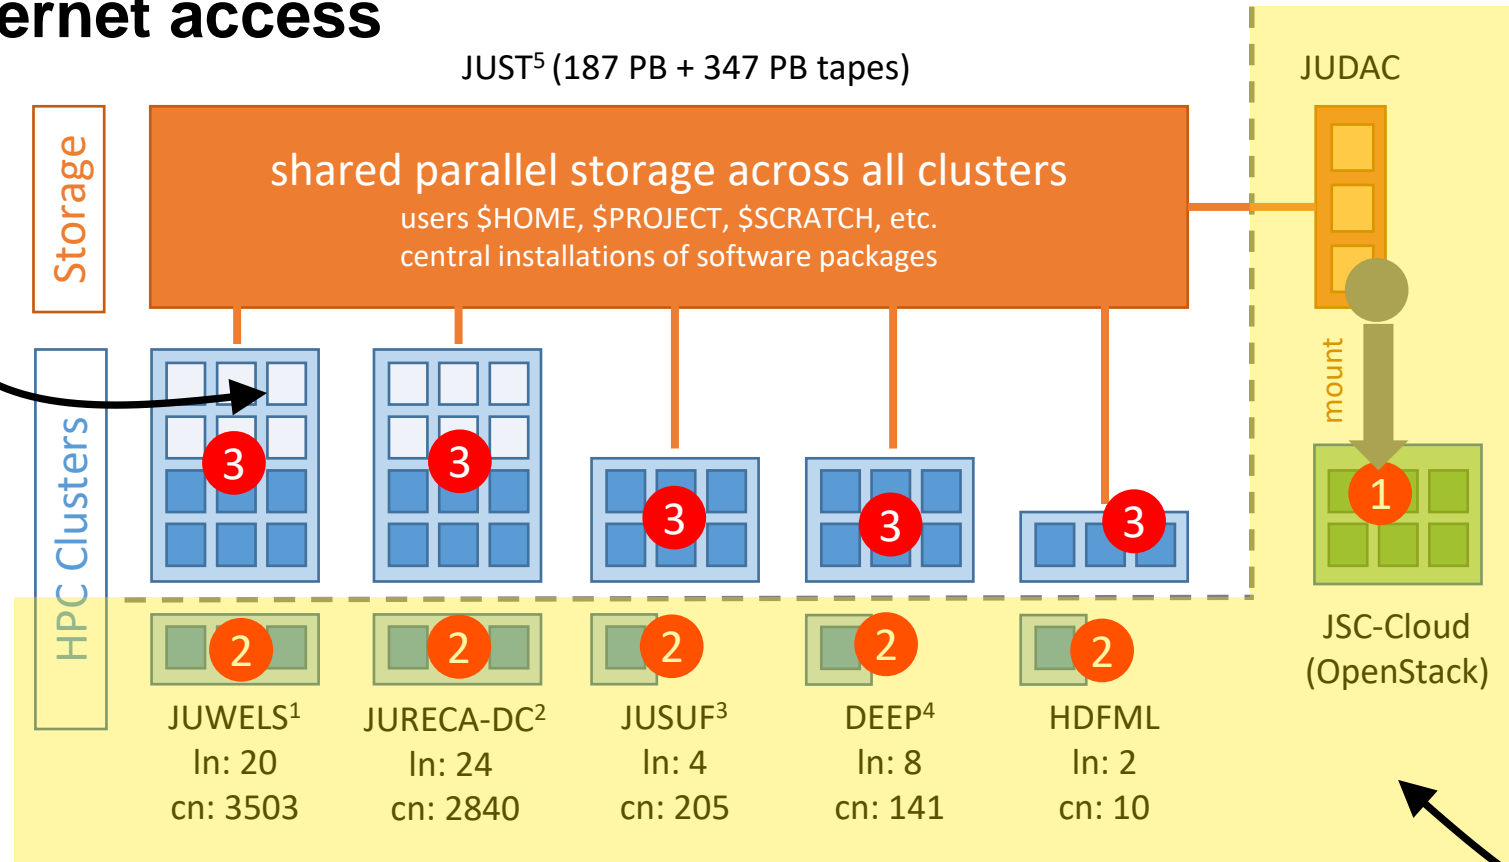 ernet access
JUST⁵ (187 PB + 347 PB tapes)
JUDAC
Storage
shared parallel storage across all clusters
users $HOME, $PROJECT, $SCRATCH, etc.
central installations of software packages
mount
HPC Clusters
3
3
3
3
3
1
2
2
2
2
2
JSC-Cloud
(OpenStack)
JUWELS¹
ln: 20
cn: 3503
JURECA-DC²
ln: 24
cn: 2840
JUSUF³
ln: 4
cn: 205
DEEP⁴
ln: 8
cn: 141
HDFML
ln: 2
cn: 10